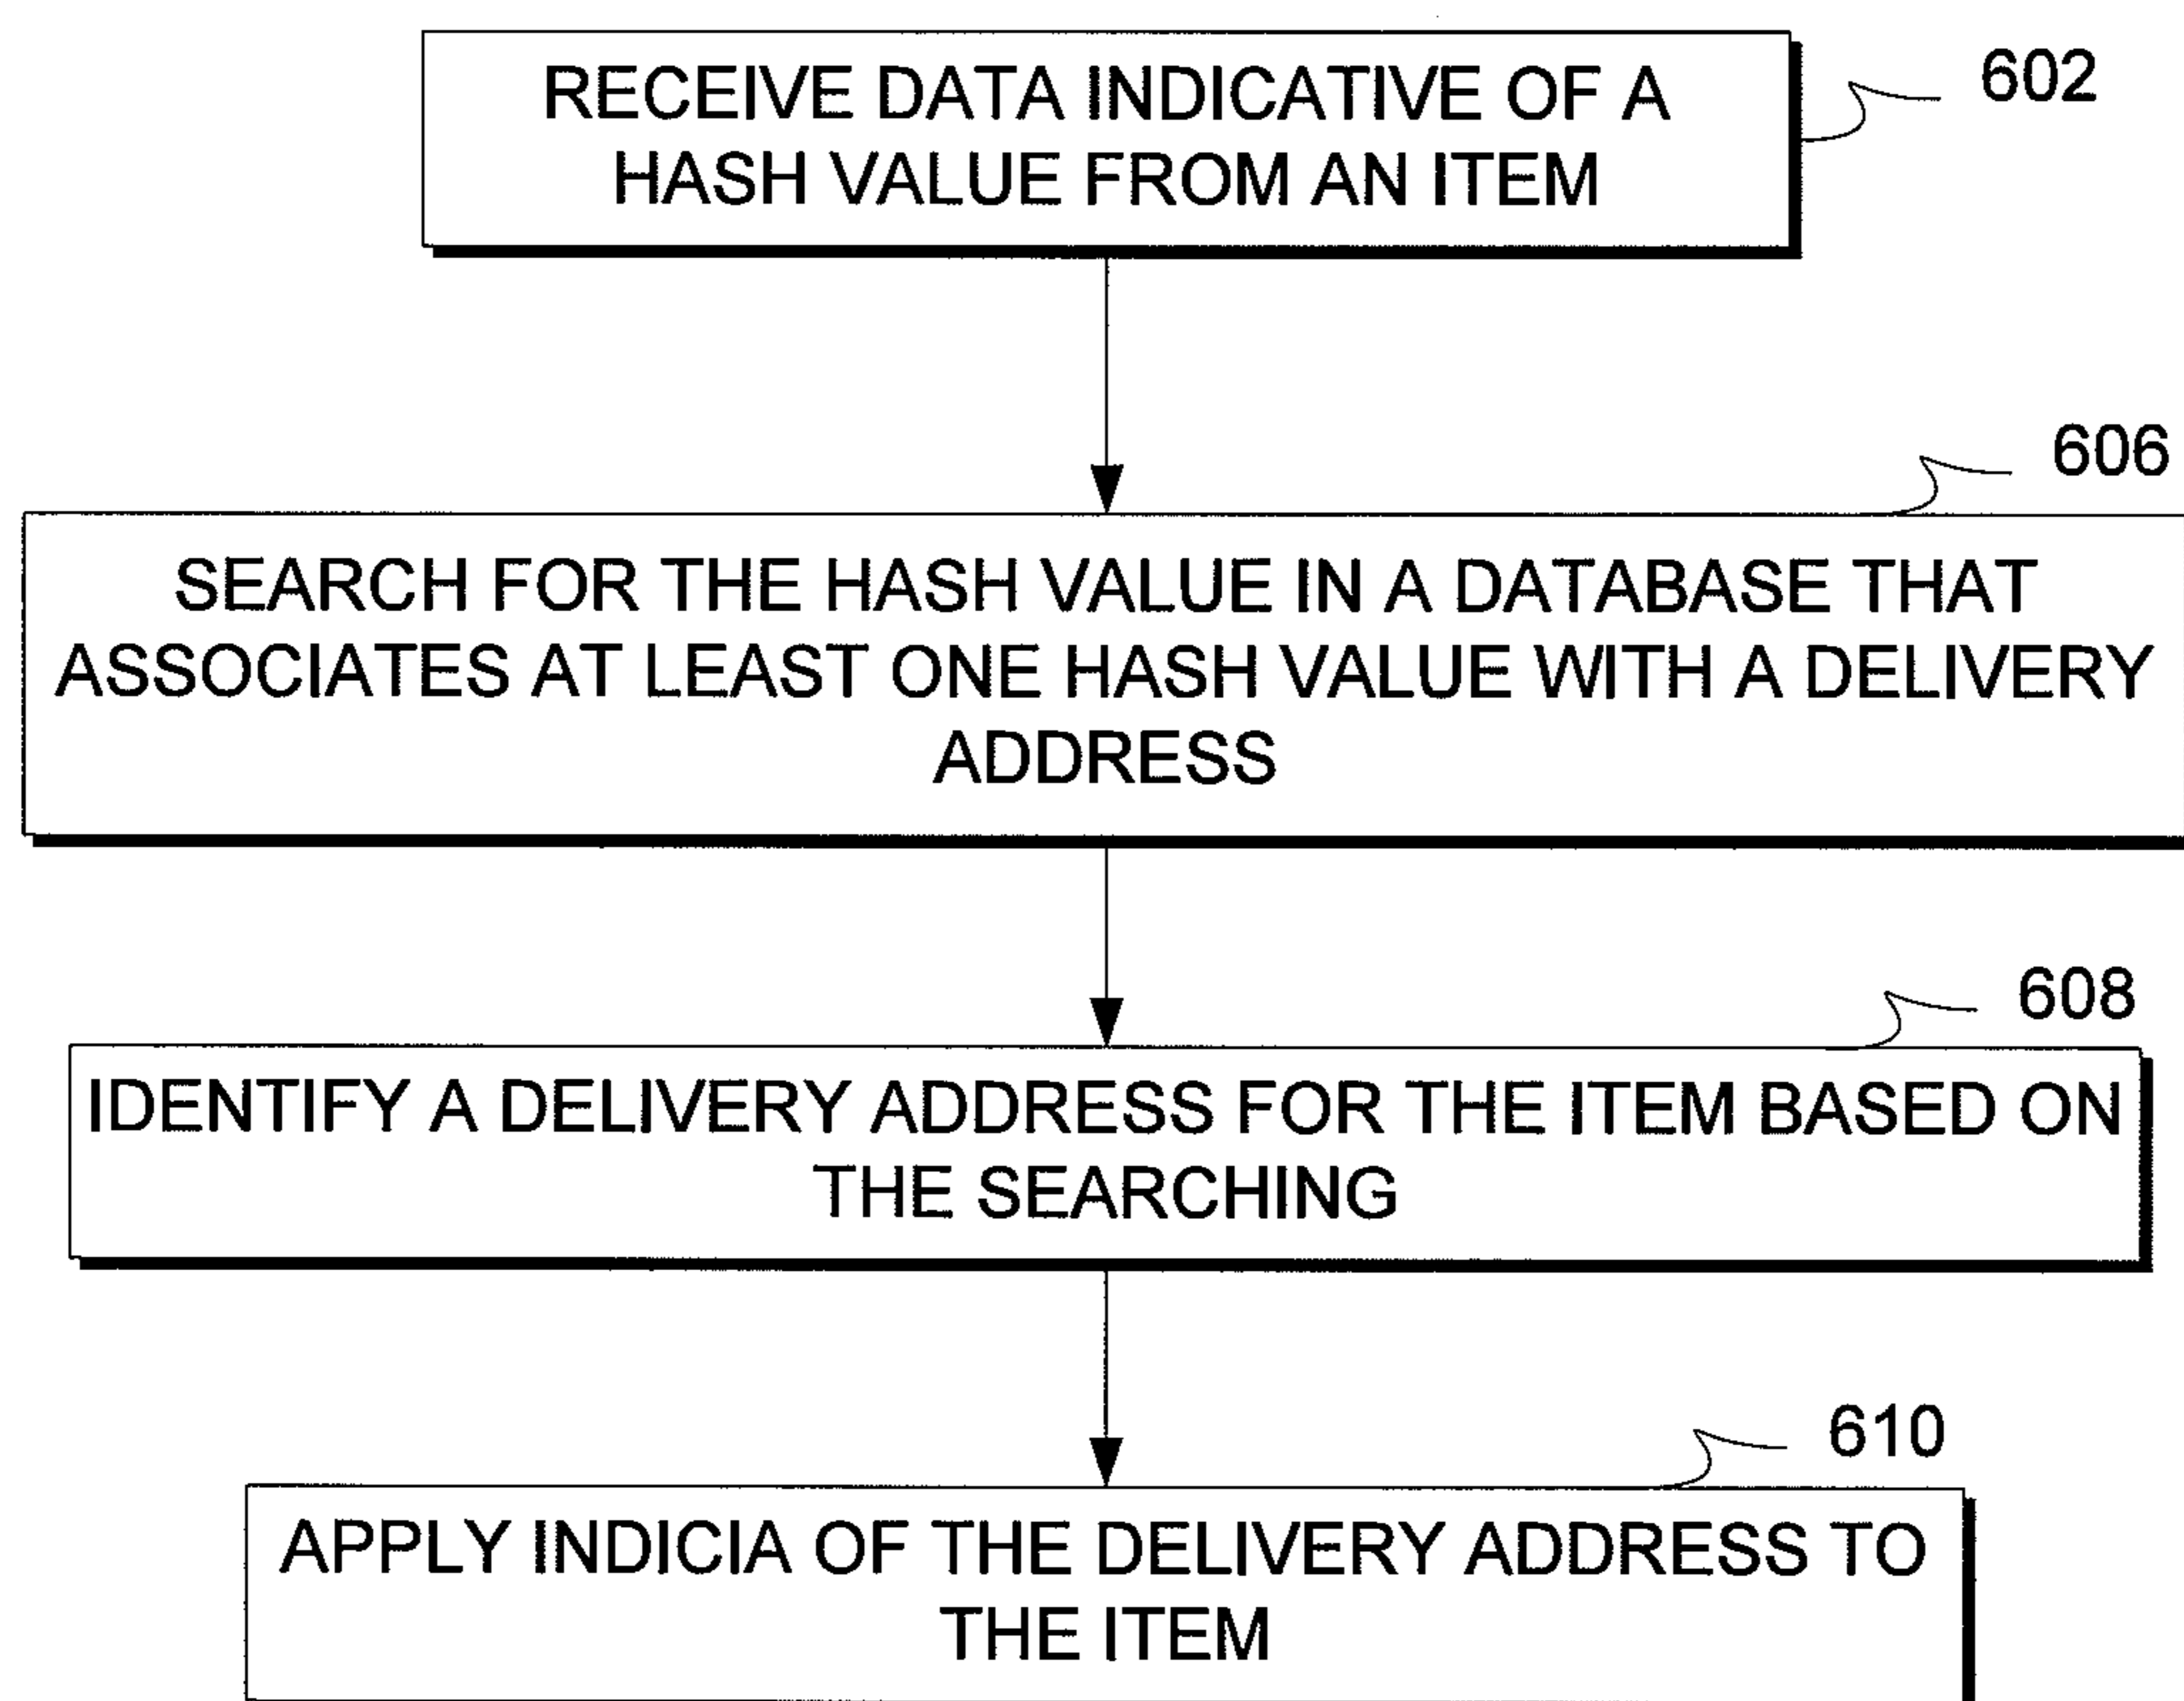 RECEIVE DATA INDICATIVE OF A
HASH VALUE FROM AN ITEM
602
606
SEARCH FOR THE HASH VALUE IN A DATABASE THAT
ASSOCIATES AT LEAST ONE HASH VALUE WITH A DELIVERY
ADDRESS
608
IDENTIFY A DELIVERY ADDRESS FOR THE ITEM BASED ON
THE SEARCHING
610
APPLY INDICIA OF THE DELIVERY ADDRESS TO
THE ITEM